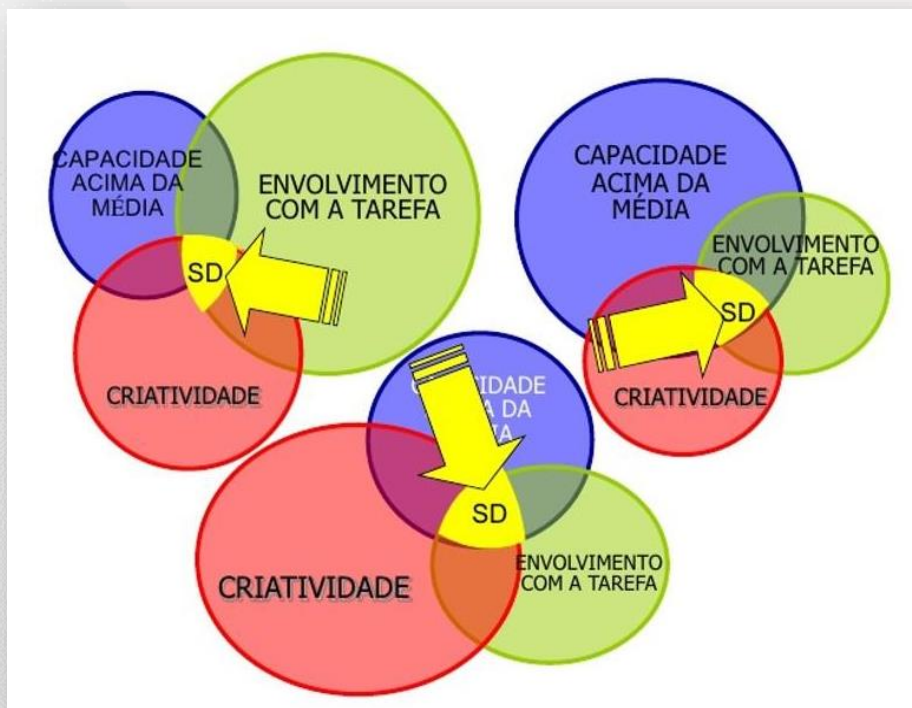 CAPACIDADE
ACIMA DA
MÉDIA
ENVOLVIMENTO
COM A TAREFA
SD
CRIATIVIDADE
CAPACIDADE
ACIMA DA
MÉDIA
ENVOLVIMENTO
COM A TAREFA
SD
CRIATIVIDADE
DA
SD
ENVOLVIMENTO
COM A TAREFA
CRIATIVIDADE